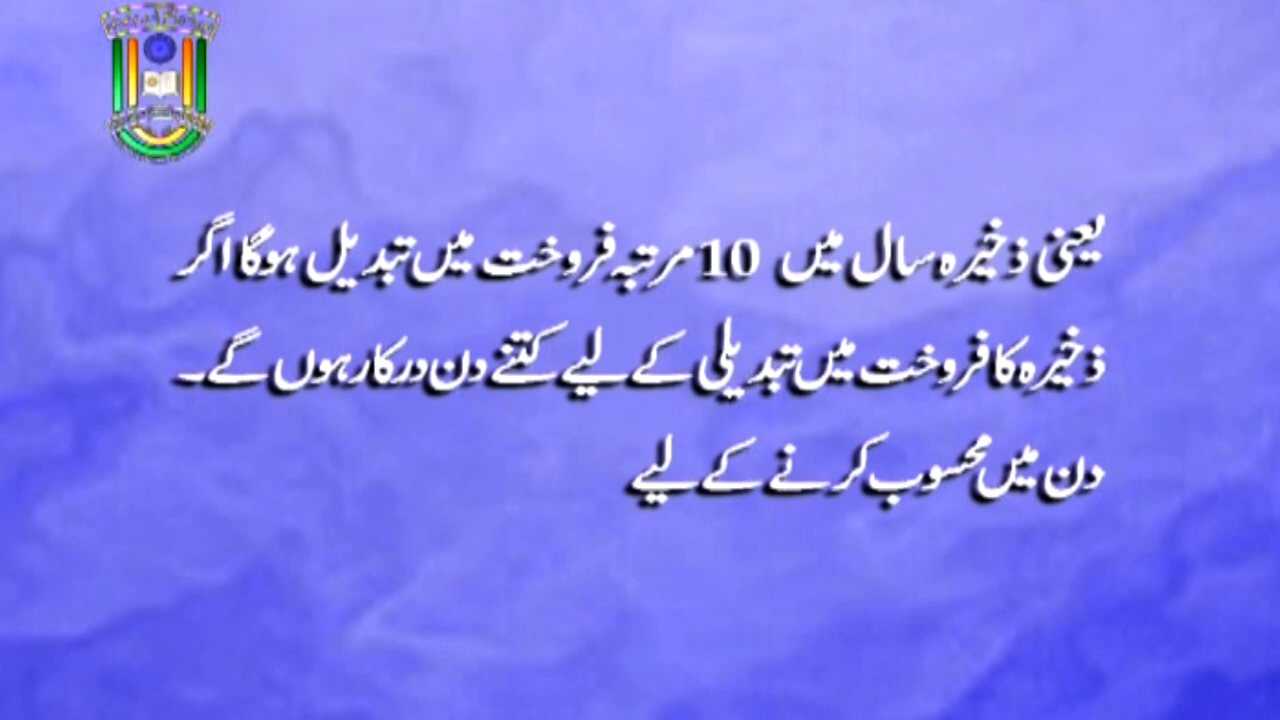 یعنی ذخیرہ سال میں 10 مرتبہ فروخت میں تبدیل ہوگا اگر
ذخیرہ کا فروخت میں تبدیلی کے لیے کتنے دن درکار ہوں گے۔
دن میں محسوب کرنے کے لیے